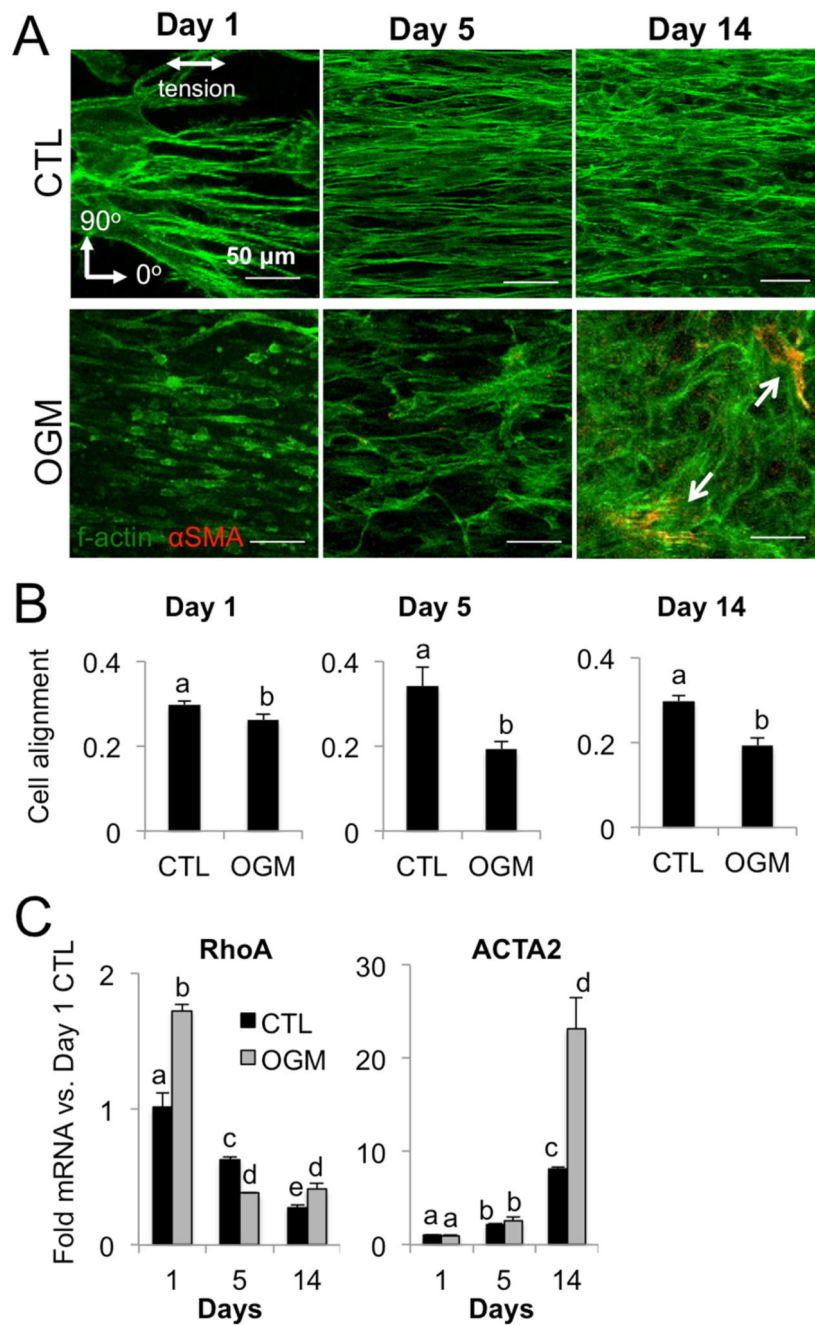 A
Day 1
Day 5
Day 14
CTL
tension
90°
0°
50 µm
OGM
f-actin αSMA
B
Day 1
Day 5
Day 14
Cell alignment
0.4
0.2
0
a
b
CTL OGM
0.4
0.2
0
a
b
CTL OGM
0.4
0.2
0
a
b
CTL OGM
C
RhoA
ACTA2
Fold mRNA vs. Day 1 CTL
2
1
0
a
b
c
d
e
d
CTL
OGM
1 5 14
Days
30
20
10
0
a a
b b
c
d
1 5 14
Days